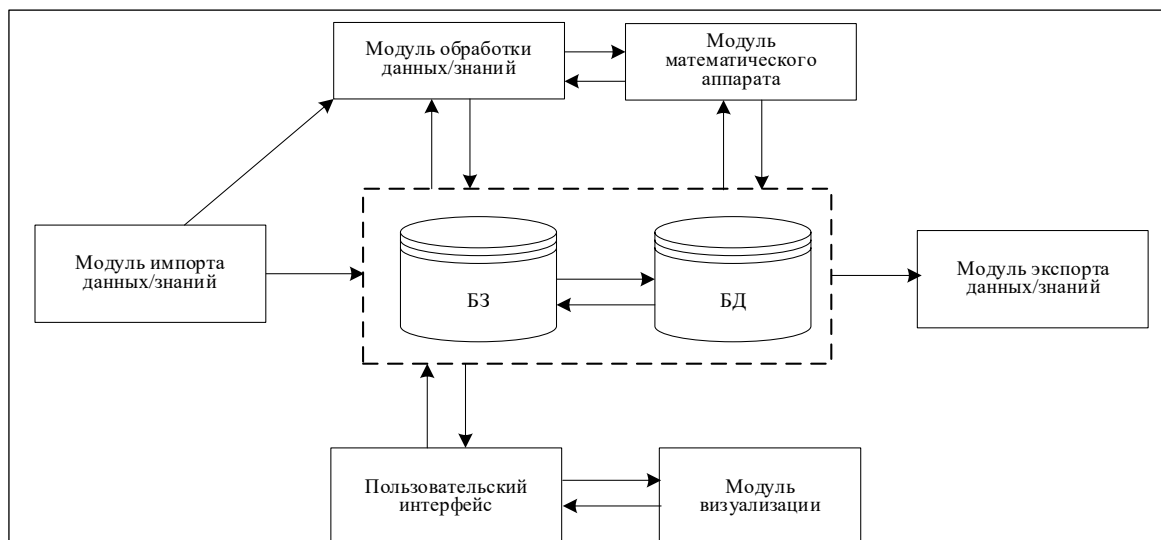 Модуль обработки
данных/знаний
Модуль
математического
аппарата
Модуль импорта
данных/знаний
БЗ
БД
Модуль экспорта
данных/знаний
Пользовательский
интерфейс
Модуль
визуализации